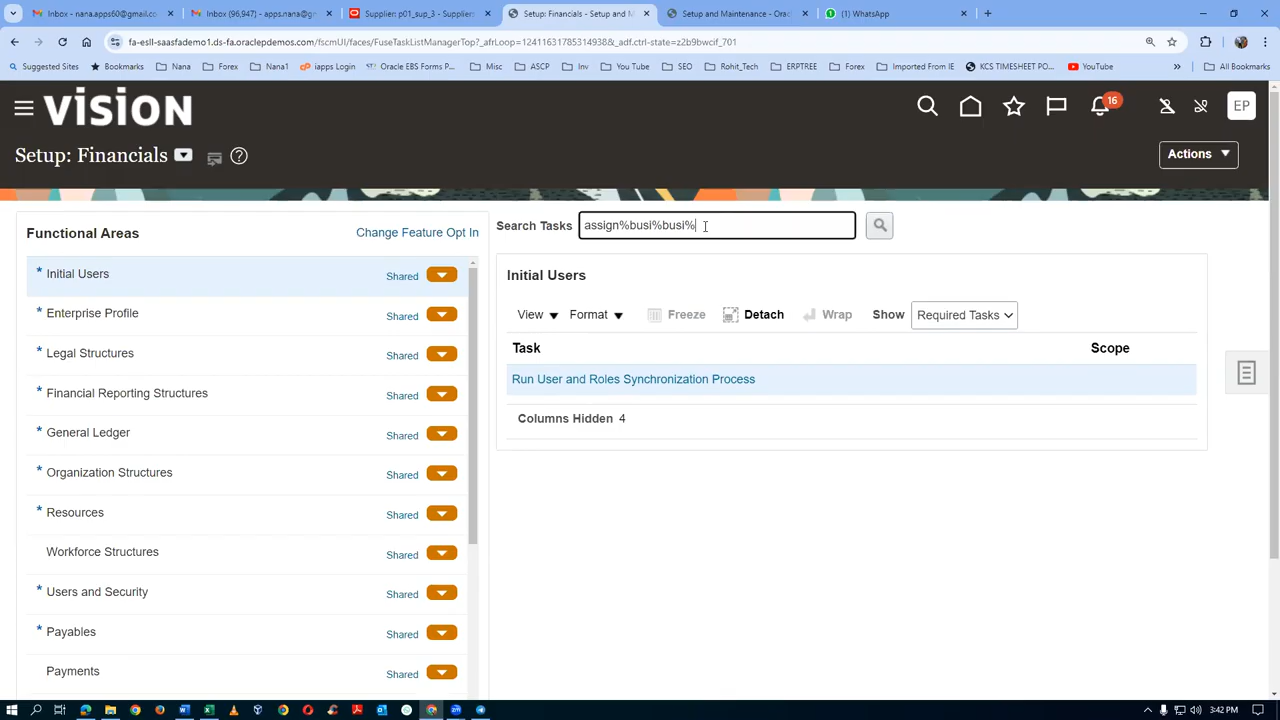 Inbox - apps.nana60@gmail.co
Inbox (96,947) - apps.nana@gm
Supplier: p01_sup_3 - Suppliers
Setup: Financials - Setup and M
Setup and Maintenance - Orac
(1) WhatsApp
fa-esll-saasfademo1.ds-fa.oraclepdemos.com/fscmUI/faces/FuseTaskListManagerTop?_afrLoop=12411631785314938&_adf.ctrl-state=z2b9bwcif_701
Suggested Sites
Bookmarks
Nana
Forex
Nana1
iapps Login
Oracle EBS Forms P...
Misc
ASCP
Inv
You Tube
SEO
Rohit_Tech
ERPTREE
Forex
Imported From IE
KCS TIMESHEET PO...
YouTube
»
All Bookmarks
VISION
16
EP
Setup: Financials
Actions
Functional Areas
Change Feature Opt In
Search Tasks
assign%busi%busi%
* Initial Users Shared
* Enterprise Profile Shared
* Legal Structures Shared
* Financial Reporting Structures Shared
* General Ledger Shared
* Organization Structures Shared
* Resources Shared
Workforce Structures Shared
* Users and Security Shared
* Payables Shared
Payments Shared
Initial Users
View Format Freeze Detach Wrap Show Required Tasks
Task Scope
Run User and Roles Synchronization Process
Columns Hidden 4
3:42 PM